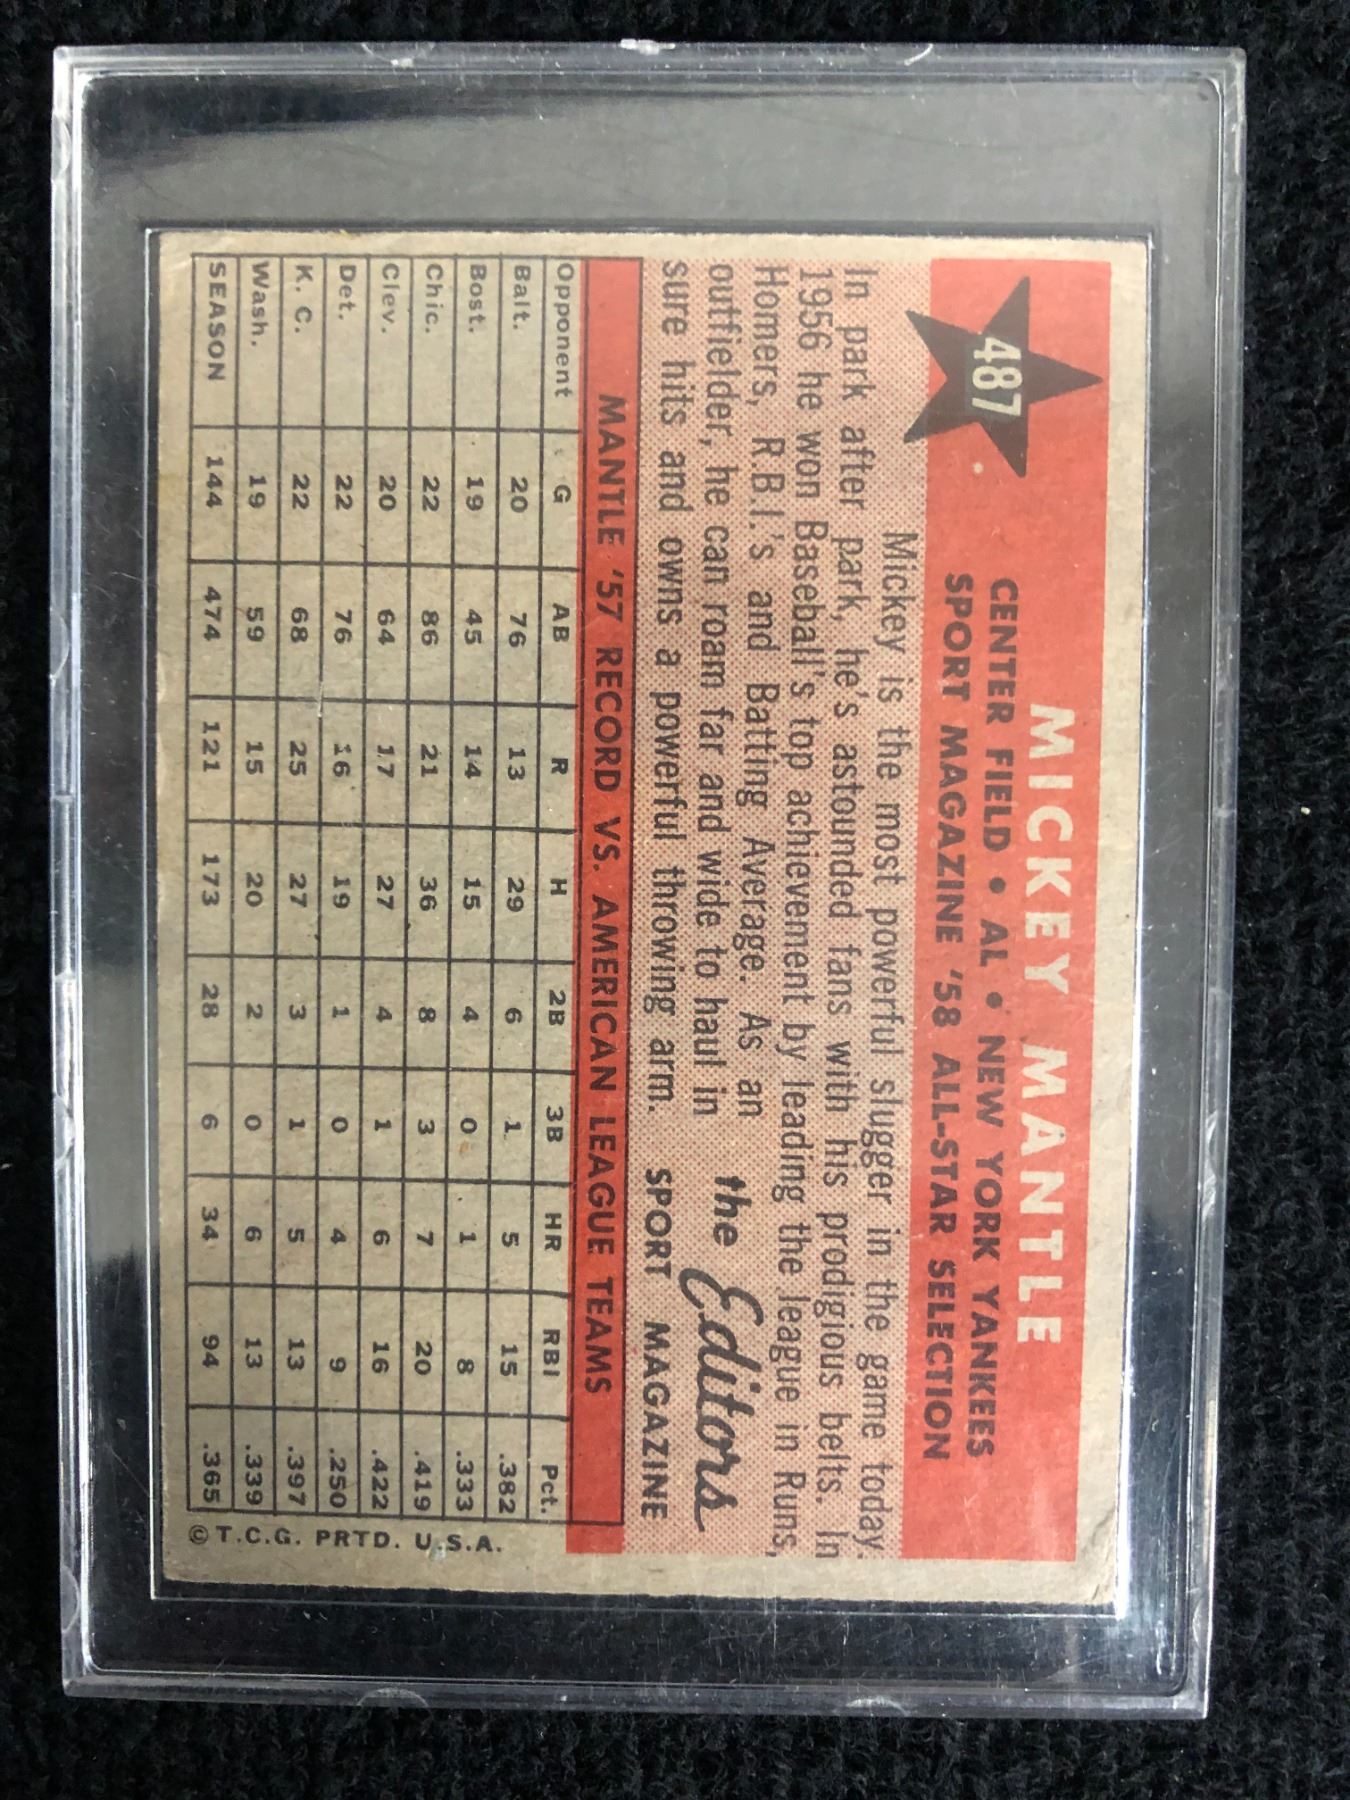 487
MICKEY MANTLE
CENTER FIELD • AL • NEW YORK YANKEES
SPORT MAGAZINE '58 ALL-STAR SELECTION
Mickey is the most powerful slugger in the game today.
In park after park, he's astounded fans with his prodigious belts. In
1956 he won Baseball's top achievement by leading the league in Runs,
Homers, R.B.I.'s and Batting Average. As an
outfielder, he can roam far and wide to haul in
sure hits and owns a powerful throwing arm.
the Editors
SPORT MAGAZINE
MANTLE '57 RECORD VS. AMERICAN LEAGUE TEAMS
Opponent G AB R H 2B 3B HR RBI Pct.
Balt. 20 76 13 29 6 1 5 15 .382
Bost. 19 45 14 15 4 0 1 8 .333
Chic. 22 86 21 36 8 3 7 20 .419
Clev. 20 64 17 27 4 1 6 16 .422
Det. 22 76 16 19 1 0 4 9 .250
K. C. 22 68 25 27 3 1 5 13 .397
Wash. 19 59 15 20 2 0 6 13 .339
SEASON 144 474 121 173 28 6 34 94 .365
© T.C.G. PRTD. U.S.A.